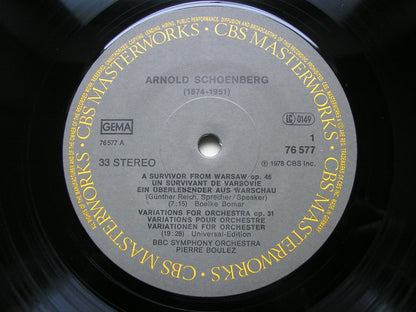 CBS MASTERWORKS · CBS MASTERWORKS · CBS MASTERWORKS · CBS MASTERWORKS ·
ARNOLD SCHOENBERG
(1874-1951)
GEMA
LC 0149
76577 A
1
76 577
33 STEREO
℗ 1978 CBS Inc.
A SURVIVOR FROM WARSAW op. 46
UN SURVIVANT DE VARSOVIE
EIN ÜBERLEBENDER AUS WARSCHAU
(Günther Reich, Sprecher/Speaker)
(7:15) Boelke Bomar
VARIATIONS FOR ORCHESTRA op. 31
VARIATIONS POUR ORCHESTRE
VARIATIONEN FÜR ORCHESTER
(19:28) Universal-Edition
BBC SYMPHONY ORCHESTRA
PIERRE BOULEZ